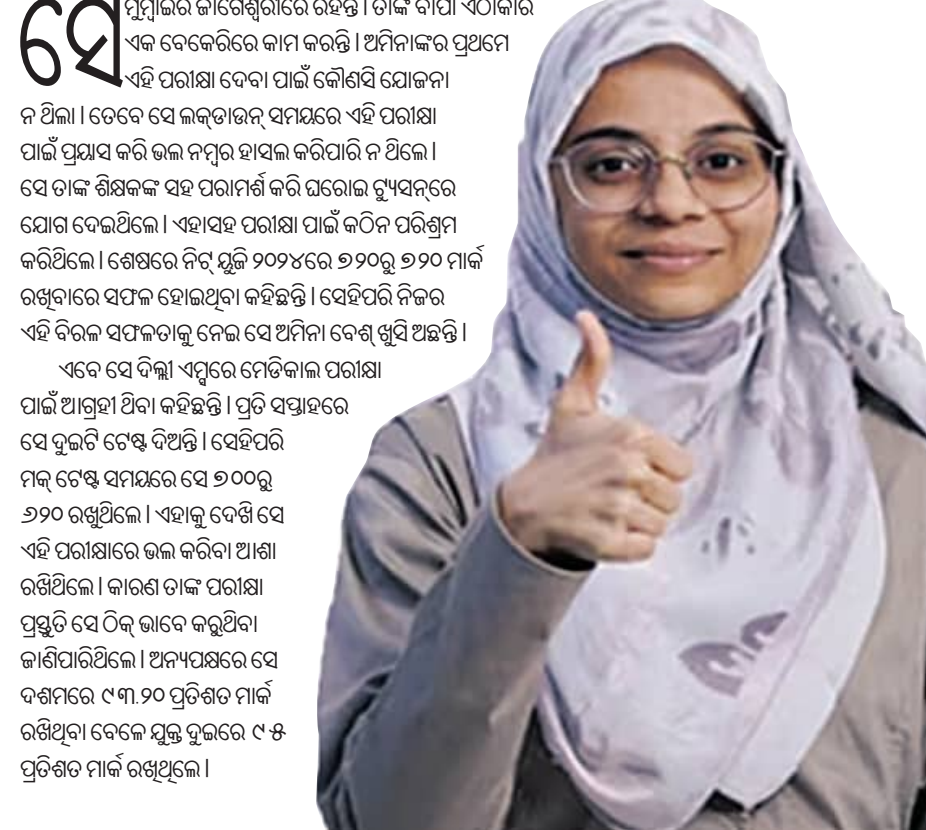 ସେ ମୁମ୍ବାଇର ଜୋଗେଶ୍ୱରୀରେ ରହନ୍ତି । ତାଙ୍କ ବାପା ଏଠାକାର
ଏକ ବେକେରିରେ କାମ କରନ୍ତି । ଅମିନାଙ୍କର ପ୍ରଥମେ
ଏହି ପରୀକ୍ଷା ଦେବା ପାଇଁ କୌଣସି ଯୋଜନା
ନ ଥିଲା । ତେବେ ସେ ଲକ୍‌ଡାଉନ୍ ସମୟରେ ଏହି ପରୀକ୍ଷା
ପାଇଁ ପ୍ରୟାସ କରି ଭଲ ନମ୍ବର ହାସଲ କରିପାରି ନ ଥିଲେ ।
ସେ ତାଙ୍କ ଶିକ୍ଷକଙ୍କ ସହ ପରାମର୍ଶ କରି ଘରୋଇ ଟ୍ୟୁସନ୍‌ରେ
ଯୋଗ ଦେଇଥିଲେ । ଏହାସହ ପରୀକ୍ଷା ପାଇଁ କଠିନ ପରିଶ୍ରମ
କରିଥିଲେ । ଶେଷରେ ନିଟ୍ ୟୁଜି ୨୦୨୪ରେ ୭୨୦ରୁ ୭୨୦ ମାର୍କ
ରଖିବାରେ ସଫଳ ହୋଇଥିବା କହିଛନ୍ତି । ସେହିପରି ନିଜର
ଏହି ବିରଳ ସଫଳତାକୁ ନେଇ ସେ ଅମିନା ବେଶ୍ ଖୁସି ଅଛନ୍ତି ।
ଏବେ ସେ ଦିଲ୍ଲୀ ଏମ୍ସରେ ମେଡିକାଲ ପରୀକ୍ଷା
ପାଇଁ ଆଗ୍ରହୀ ଥିବା କହିଛନ୍ତି । ପ୍ରତି ସପ୍ତାହରେ
ସେ ଦୁଇଟି ଟେଷ୍ଟ ଦିଅନ୍ତି । ସେହିପରି
ମକ୍ ଟେଷ୍ଟ ସମୟରେ ସେ ୭୦୦ରୁ
୬୨୦ ରଖୁଥିଲେ । ଏହାକୁ ଦେଖି ସେ
ଏହି ପରୀକ୍ଷାରେ ଭଲ କରିବା ଆଶା
ରଖିଥିଲେ । କାରଣ ତାଙ୍କ ପରୀକ୍ଷା
ପ୍ରସ୍ତୁତି ସେ ଠିକ୍ ଭାବେ କରୁଥିବା
ଜାଣିପାରିଥିଲେ । ଅନ୍ୟପକ୍ଷରେ ସେ
ଦଶମରେ ୯୩.୨୦ ପ୍ରତିଶତ ମାର୍କ
ରଖିଥିବା ବେଳେ ଯୁକ୍ତ ଦୁଇରେ ୯୫
ପ୍ରତିଶତ ମାର୍କ ରଖିଥିଲେ ।